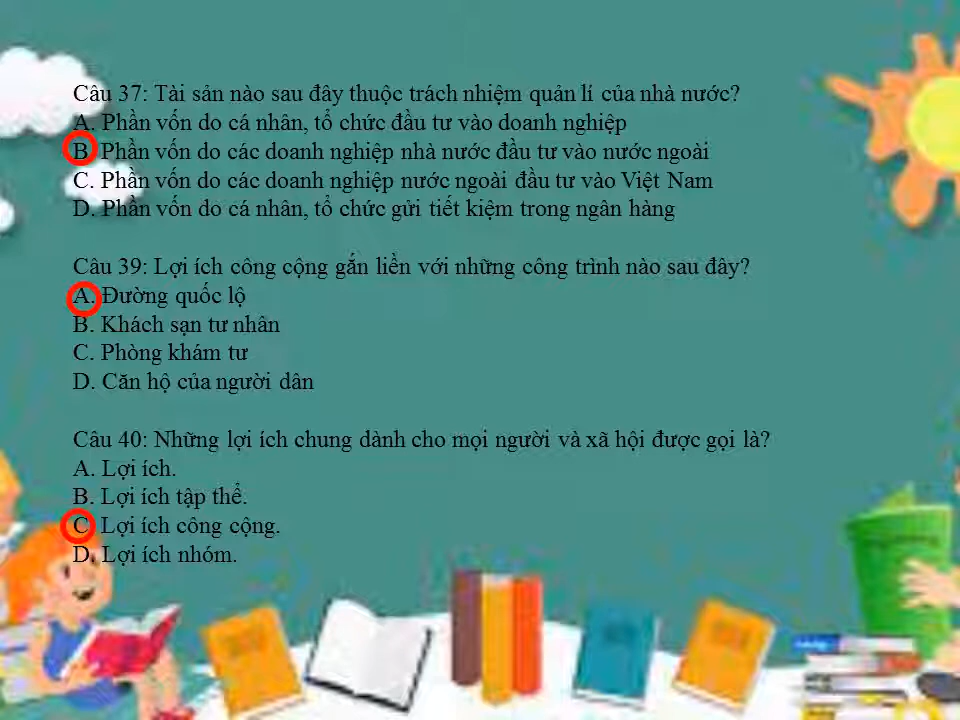 Câu 37: Tài sản nào sau đây thuộc trách nhiệm quản lí của nhà nước?
A. Phần vốn do cá nhân, tổ chức đầu tư vào doanh nghiệp
B. Phần vốn do các doanh nghiệp nhà nước đầu tư vào nước ngoài
C. Phần vốn do các doanh nghiệp nước ngoài đầu tư vào Việt Nam
D. Phần vốn do cá nhân, tổ chức gửi tiết kiệm trong ngân hàng
Câu 39: Lợi ích công cộng gắn liền với những công trình nào sau đây?
A. Đường quốc lộ
B. Khách sạn tư nhân
C. Phòng khám tư
D. Căn hộ của người dân
Câu 40: Những lợi ích chung dành cho mọi người và xã hội được gọi là?
A. Lợi ích.
B. Lợi ích tập thể.
C. Lợi ích công cộng.
D. Lợi ích nhóm.